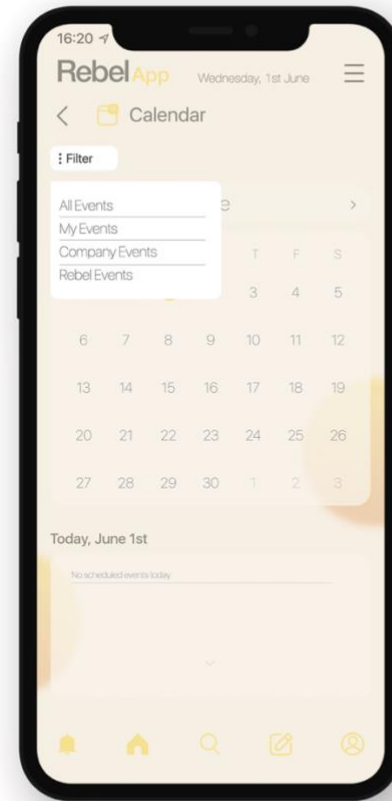 16:20
RebelApp Wednesday, 1st June
Calendar
Filter
All Events
My Events
Company Events
Rebel Events
e
T F S
3 4 5
6 7 8 9 10 11 12
13 14 15 16 17 18 19
20 21 22 23 24 25 26
27 28 29 30 1 2 3
Today, June 1st
No scheduled events today